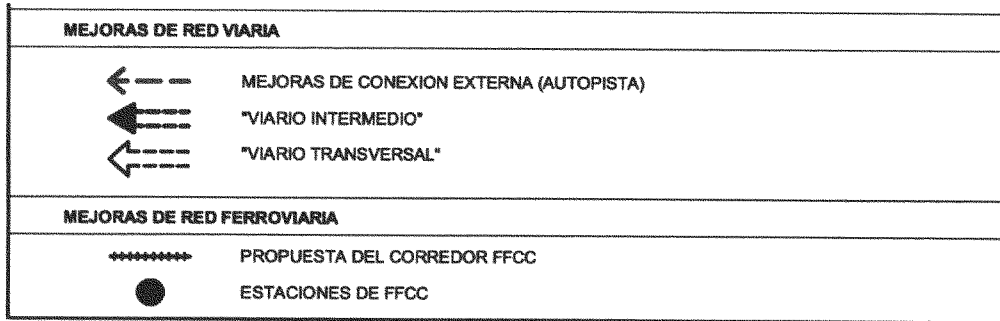 MEJORAS DE RED VIARIA
MEJORAS DE CONEXION EXTERNA (AUTOPISTA)
"VIARIO INTERMEDIO"
"VIARIO TRANSVERSAL"
MEJORAS DE RED FERROVIARIA
PROPUESTA DEL CORREDOR FFCC
ESTACIONES DE FFCC